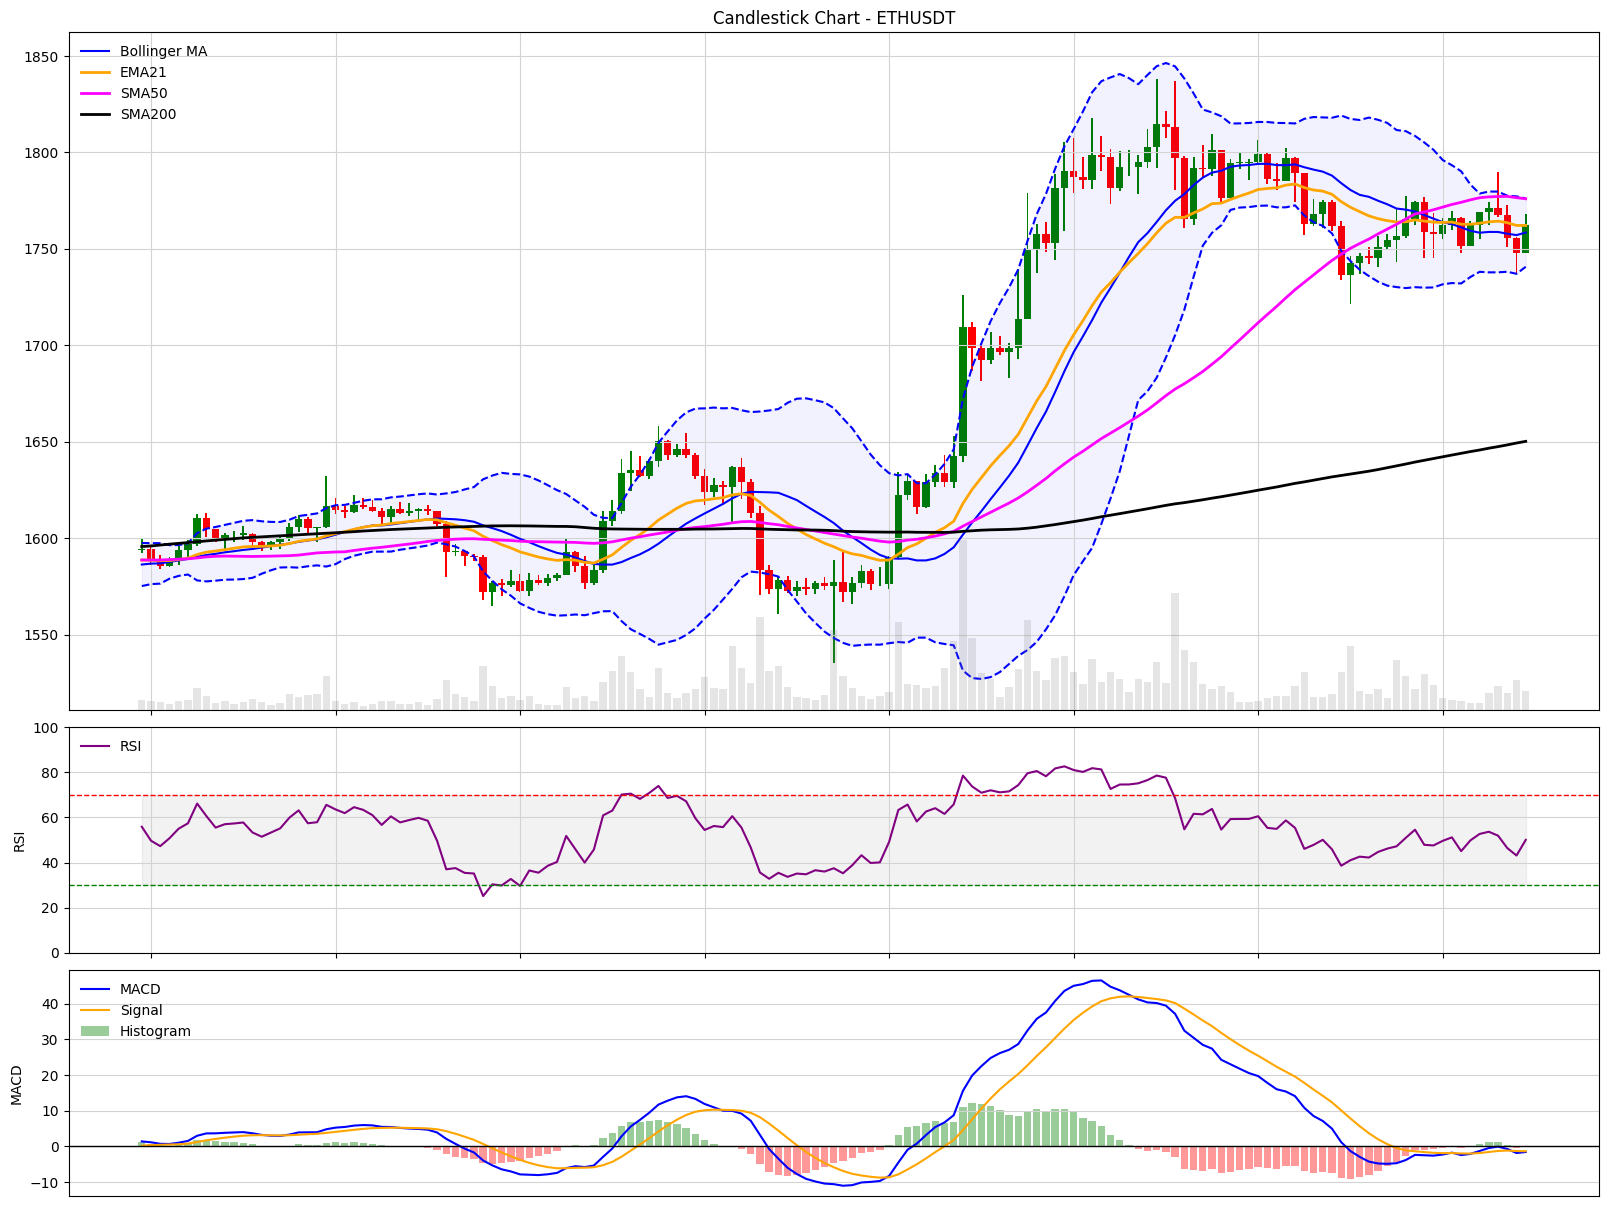 Candlestick Chart - ETHUSDT
1850
1800
1750
1700
1650
1600
1550
Bollinger MA
EMA21
SMA50
SMA200
100
80
60
40
20
0
RSI
RSI
40
30
20
10
0
−10
MACD
MACD
Signal
Histogram